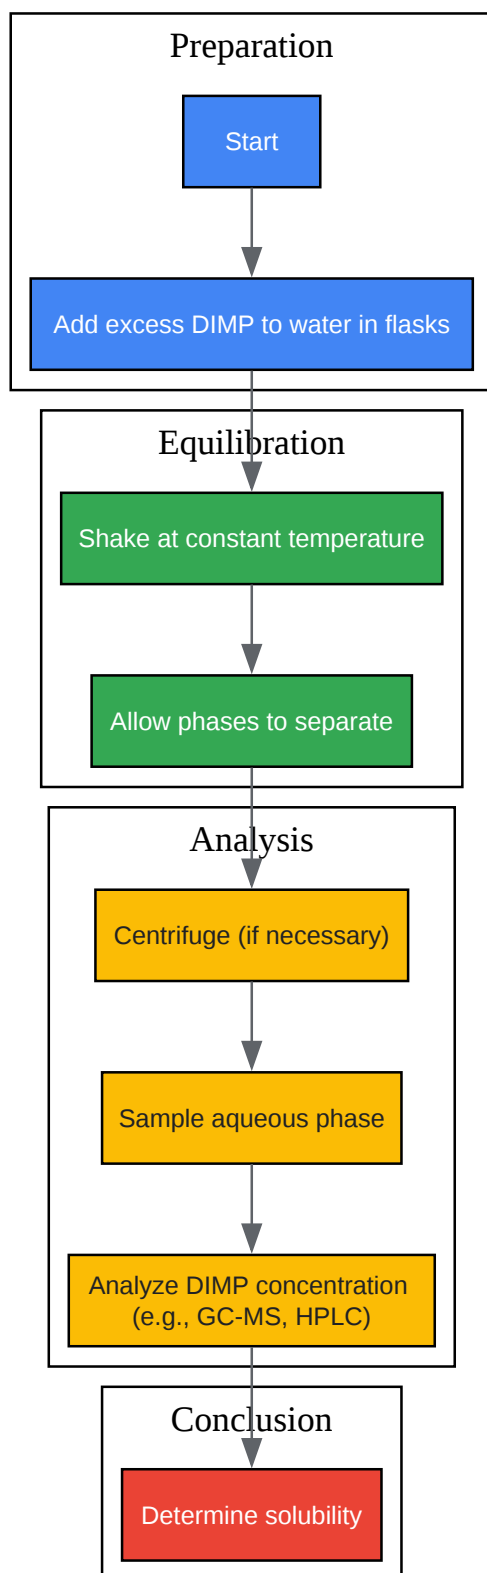 Preparation
Start
Add excess DIMP to water in flasks
Equilibration
Shake at constant temperature
Allow phases to separate
Analysis
Centrifuge (if necessary)
Sample aqueous phase
Analyze DIMP concentration
(e.g., GC-MS, HPLC)
Conclusion
Determine solubility